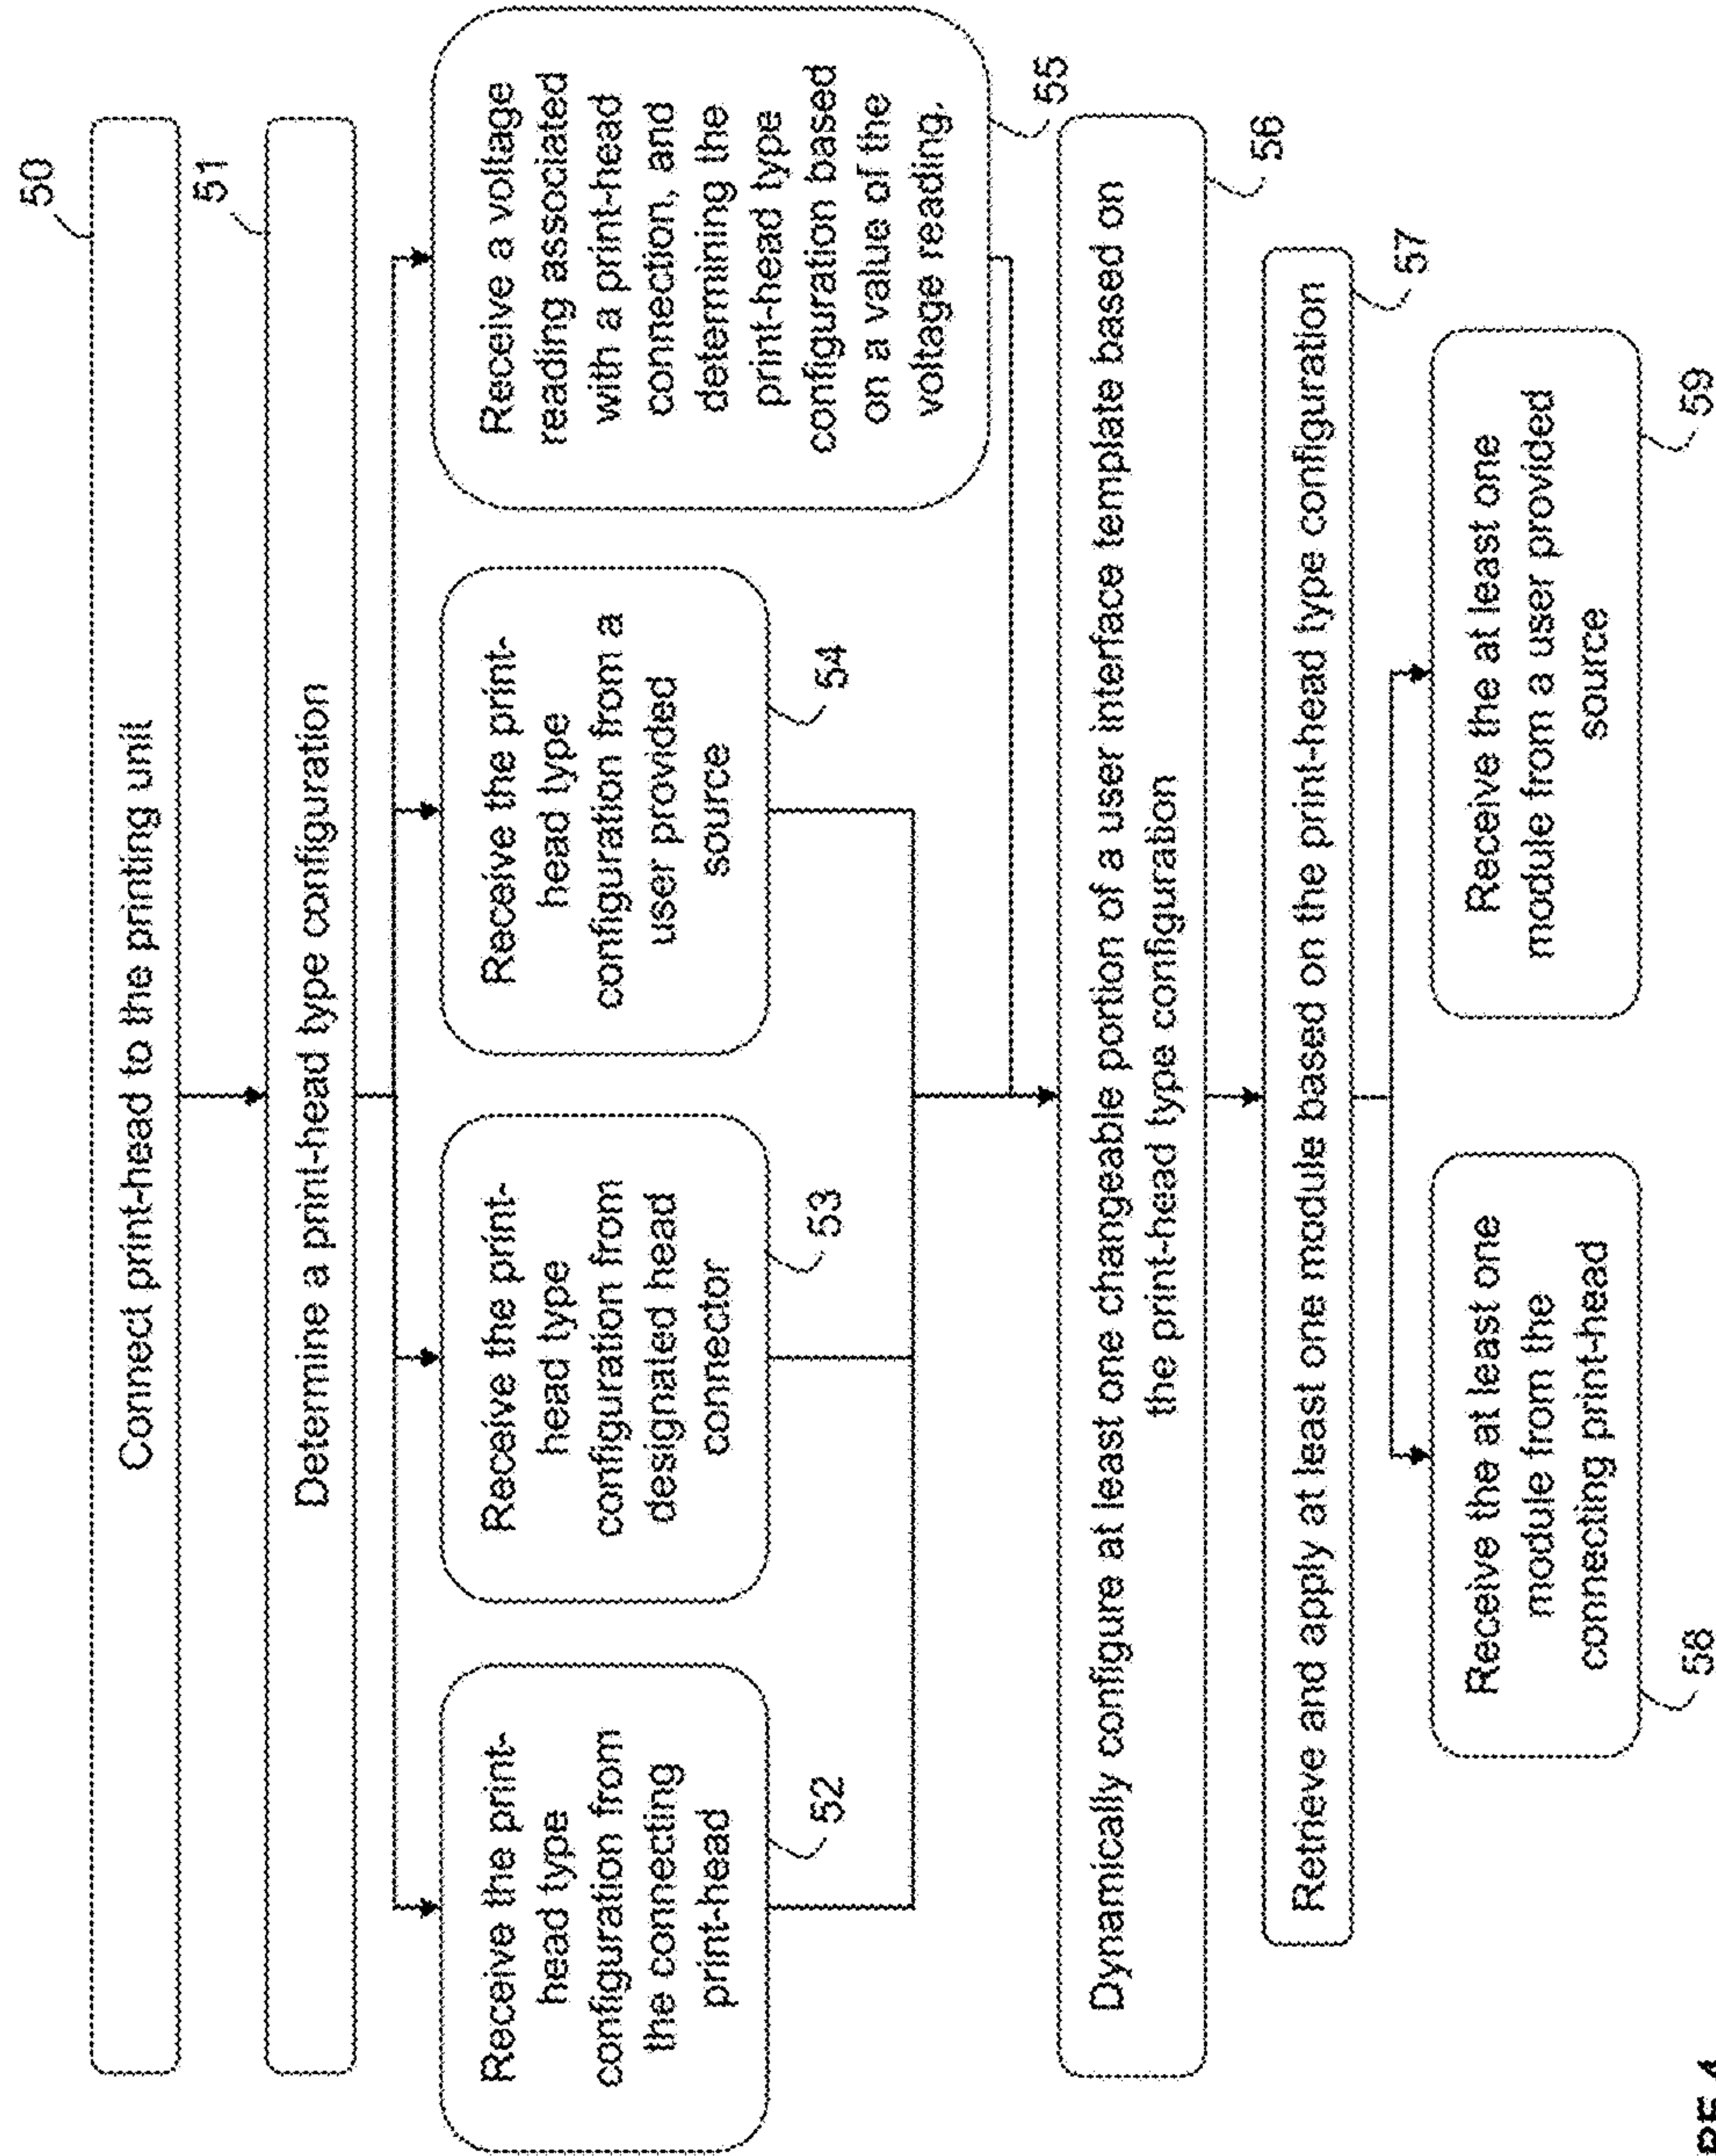 50
Connect print-head to the printing unit
51
Determine a print-head type configuration
Receive the print-
head type
configuration from
the connecting
print-head
52
Receive the print-
head type
configuration from
designated head
connector
53
Receive the print-
head type
configuration from a
user provided
source
54
Receive a voltage
reading associated
with a print-head
connection, and
determining the
print-head type
configuration based
on a value of the
voltage reading.
55
Dynamically configure at least one changeable portion of a user interface template based on
the print-head type configuration
56
Retrieve and apply at least one module based on the print-head type configuration
57
Receive the at least one
module from the
connecting print-head
58
Receive the at least one
module from a user provided
source
59